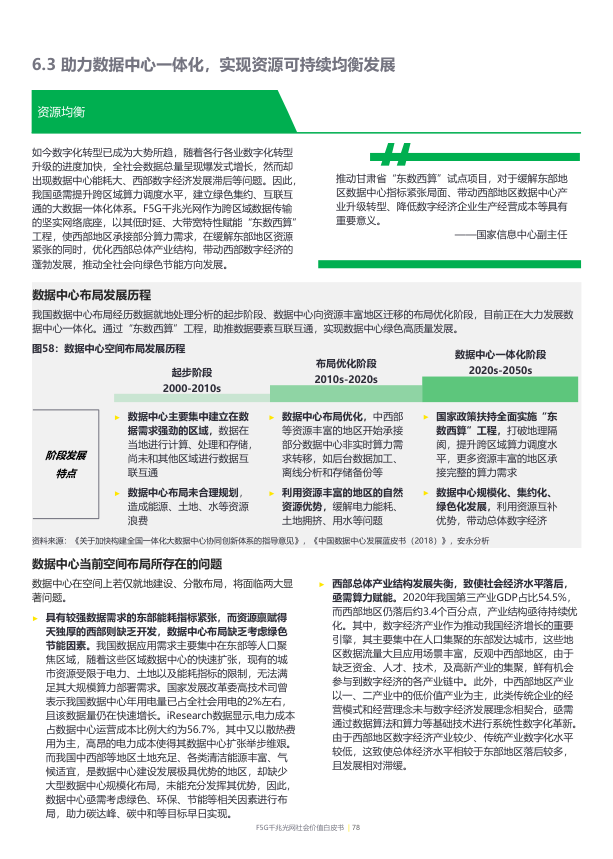 6.3 助力数据中心一体化，实现资源可持续均衡发展
资源均衡
如今数字化转型已成为大势所趋，随着各行各业数字化转型
升级的进度加快，全社会数据总量呈现爆发式增长，然而却
出现数据中心能耗大、西部数字经济发展滞后等问题。因此，
我国亟需提升跨区域算力调度水平，建立绿色集约、互联互
通的大数据一体化体系。F5G千兆光网作为跨区域数据传输
的坚实网络底座，以其低时延、大带宽特性赋能“东数西算”
工程，使西部地区承接部分算力需求，在缓解东部地区资源
紧张的同时，优化西部总体产业结构，带动西部数字经济的
蓬勃发展，推动全社会向绿色节能方向发展。
推动甘肃省“东数西算”试点项目，对于缓解东部地
区数据中心指标紧张局面、带动西部地区数据中心产
业升级转型、降低数字经济企业生产经营成本等具有
重要意义。
——国家信息中心副主任
数据中心布局发展历程
我国数据中心布局经历数据就地处理分析的起步阶段、数据中心向资源丰富地区迁移的布局优化阶段，目前正在大力发展数
据中心一体化。通过“东数西算”工程，助推数据要素互联互通，实现数据中心绿色高质量发展。
图58：数据中心空间布局发展历程
起步阶段
2000-2010s
布局优化阶段
2010s-2020s
数据中心一体化阶段
2020s-2050s
阶段发展
特点
► 数据中心主要集中建立在数
据需求强劲的区域，数据在
当地进行计算、处理和存储，
尚未和其他区域进行数据互
联互通
► 数据中心布局未合理规划，
造成能源、土地、水等资源
浪费
► 数据中心布局优化，中西部
等资源丰富的地区开始承接
部分数据中心非实时算力需
求转移，如后台数据加工、
离线分析和存储备份等
► 利用资源丰富的地区的自然
资源优势，缓解电力能耗、
土地拥挤、用水等问题
► 国家政策扶持全面实施“东
数西算”工程，打破地理隔
阂，提升跨区域算力调度水
平，更多资源丰富的地区承
接完整的算力需求
► 数据中心规模化、集约化、
绿色化发展，利用资源互补
优势，带动总体数字经济
资料来源：《关于加快构建全国一体化大数据中心协同创新体系的指导意见》，《中国数据中心发展蓝皮书（2018）》，安永分析
数据中心当前空间布局所存在的问题
数据中心在空间上若仅就地建设、分散布局，将面临两大显
著问题。
► 具有较强数据需求的东部能耗指标紧张，而资源禀赋得
天独厚的西部则缺乏开发，数据中心布局缺乏考虑绿色
节能因素。我国数据应用需求主要集中在东部等人口聚
焦区域，随着这些区域数据中心的快速扩张，现有的城
市资源受限于电力、土地以及能耗指标的限制，无法满
足其大规模算力部署需求。国家发展改革委高技术司曾
表示我国数据中心年用电量已占全社会用电的2%左右，
且该数据量仍在快速增长。iResearch数据显示,电力成本
占数据中心运营成本比例大约为56.7%，其中又以散热费
用为主，高昂的电力成本使得其数据中心扩张举步维艰。
而我国中西部等地区土地充足、各类清洁能源丰富、气
候适宜，是数据中心建设发展极具优势的地区，却缺少
大型数据中心规模化布局，未能充分发挥其优势，因此，
数据中心亟需考虑绿色、环保、节能等相关因素进行布
局，助力碳达峰、碳中和等目标早日实现。
► 西部总体产业结构发展失衡，致使社会经济水平落后，
亟需算力赋能。2020年我国第三产业GDP占比54.5%，
而西部地区仍落后约3.4个百分点，产业结构亟待持续优
化。其中，数字经济产业作为推动我国经济增长的重要
引擎，其主要集中在人口集聚的东部发达城市，这些地
区数据流量大且应用场景丰富，反观中西部地区，由于
缺乏资金、人才、技术，及高新产业的集聚，鲜有机会
参与到数字经济的各产业链中。此外，中西部地区产业
以一、二产业中的低价值产业为主，此类传统企业的经
营模式和经营理念未与数字经济发展理念相契合，亟需
通过数据算法和算力等基础技术进行系统性数字化革新。
由于西部地区数字经济产业较少、传统产业数字化水平
较低，这致使总体经济水平相较于东部地区落后较多，
且发展相对滞缓。
F5G千兆光网社会价值白皮书 | 78